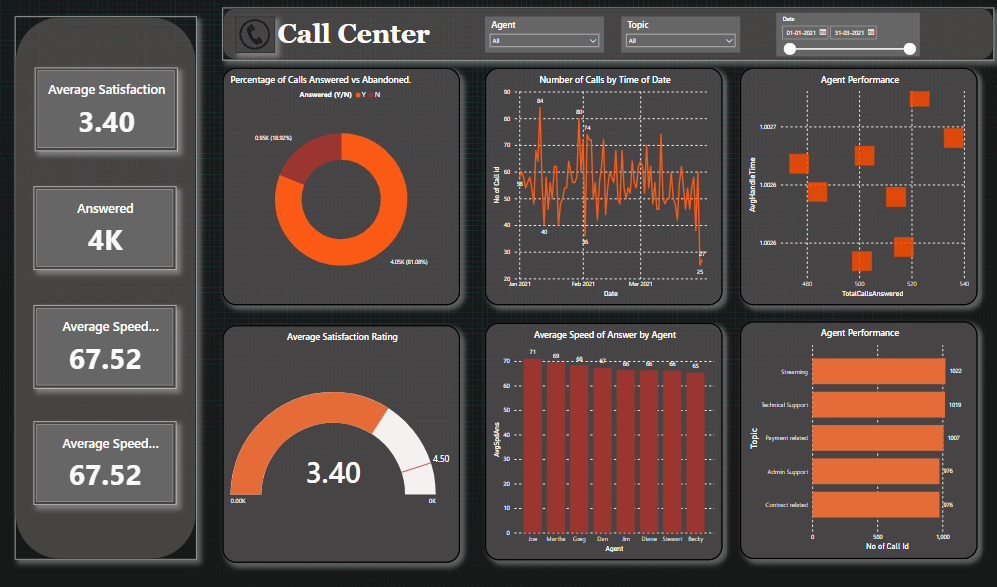 Call Center
Agent
All
Topic
All
Date
01-01-2021
31-03-2021
Average Satisfaction
3.40
Answered
4K
Average Speed...
67.52
Average Speed...
67.52
Percentage of Calls Answered vs Abandoned.
Answered (Y/N) Y N
0.95K (18.92%)
4.05K (81.08%)
Number of Calls by Time of Date
No of Call Id
90
80
70
60
50
40
30
20
84
80
74
58
40
36
27
25
Jan 2021
Feb 2021
Mar 2021
Date
Agent Performance
AvgHandleTime
1.0027
1.0026
1.0026
480
500
520
540
TotalCallsAnswered
Average Satisfaction Rating
3.40
4.50
0.00K
0K
Average Speed of Answer by Agent
AvgSpdAns
70
60
50
40
30
20
10
0
71
69
68
67
66
66
66
65
Joe
Martha
Greg
Dan
Jim
Diane
Stewart
Becky
Agent
Agent Performance
Topic
Streaming
1022
Technical Support
1019
Payment related
1007
Admin Support
976
Contract related
976
0
500
1,000
No of Call Id